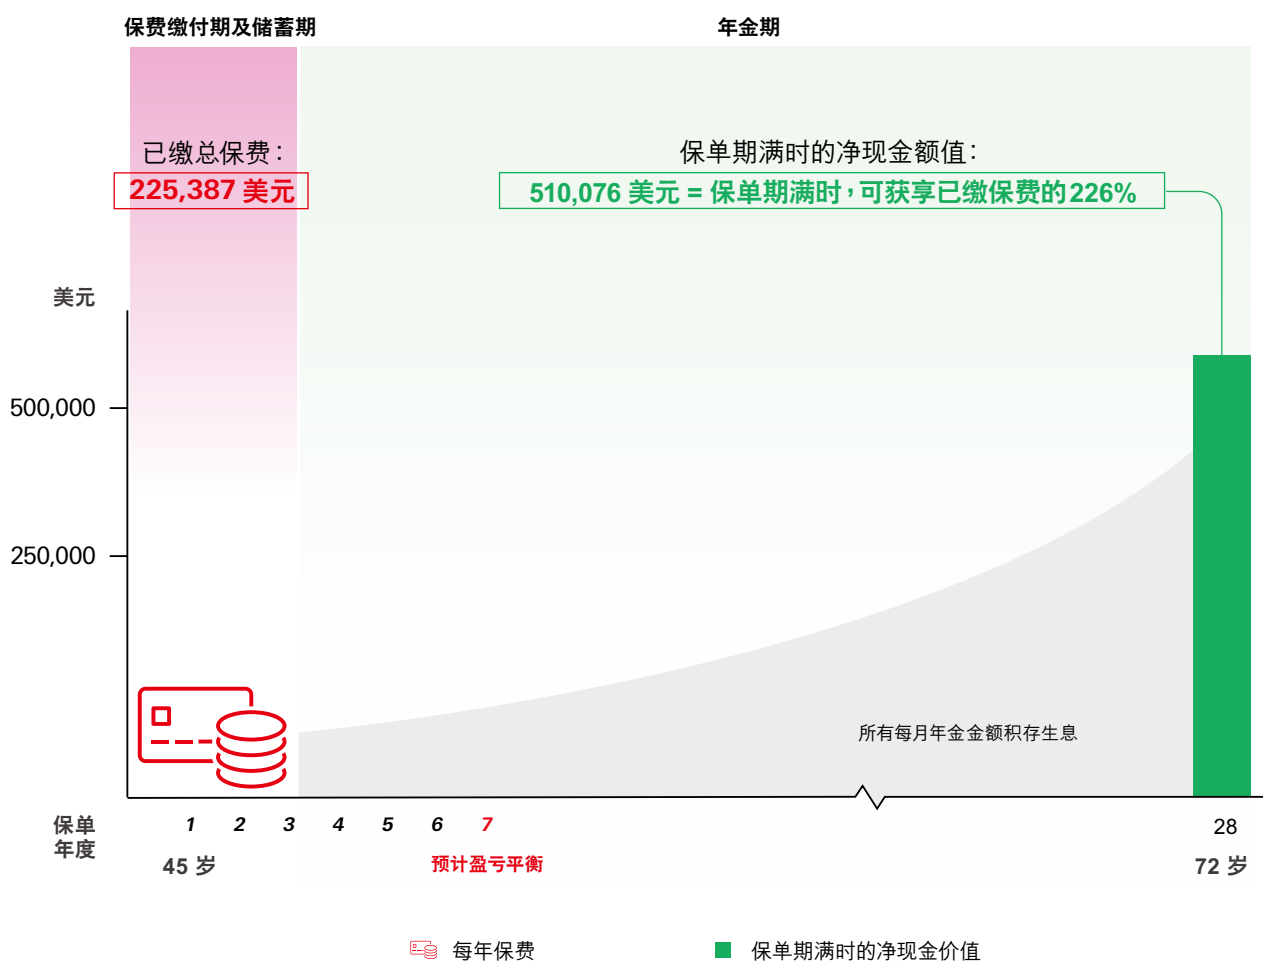 保费缴付期及储蓄期
年金期
已缴总保费：
225,387 美元
保单期满时的净现金额值：
510,076 美元 = 保单期满时，可获享已缴保费的226%
美元
500,000
250,000
所有每月年金金额积存生息
保单
年度
1 2 3 4 5 6 7 28
45 岁
预计盈亏平衡
72 岁
每年保费
保单期满时的净现金价值